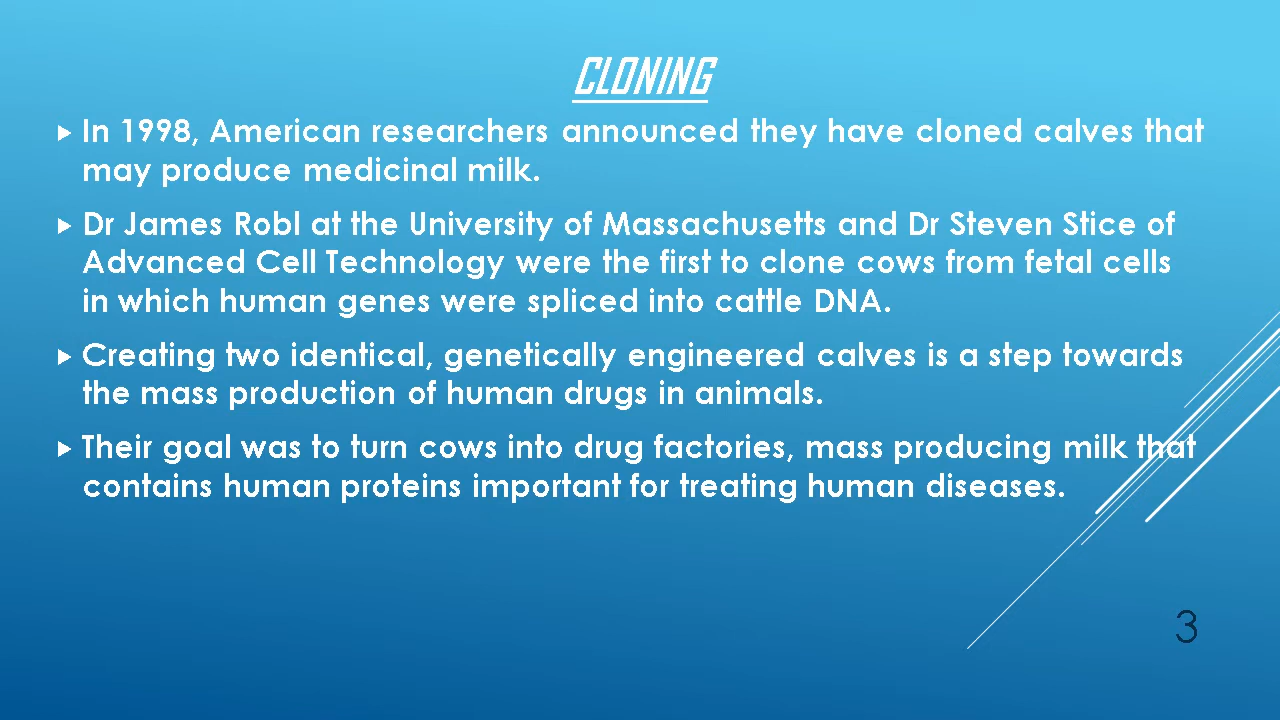 CLONING
In 1998, American researchers announced they have cloned calves that
may produce medicinal milk.
Dr James Robl at the University of Massachusetts and Dr Steven Stice of
Advanced Cell Technology were the first to clone cows from fetal cells
in which human genes were spliced into cattle DNA.
Creating two identical, genetically engineered calves is a step towards
the mass production of human drugs in animals.
Their goal was to turn cows into drug factories, mass producing milk that
contains human proteins important for treating human diseases.
3